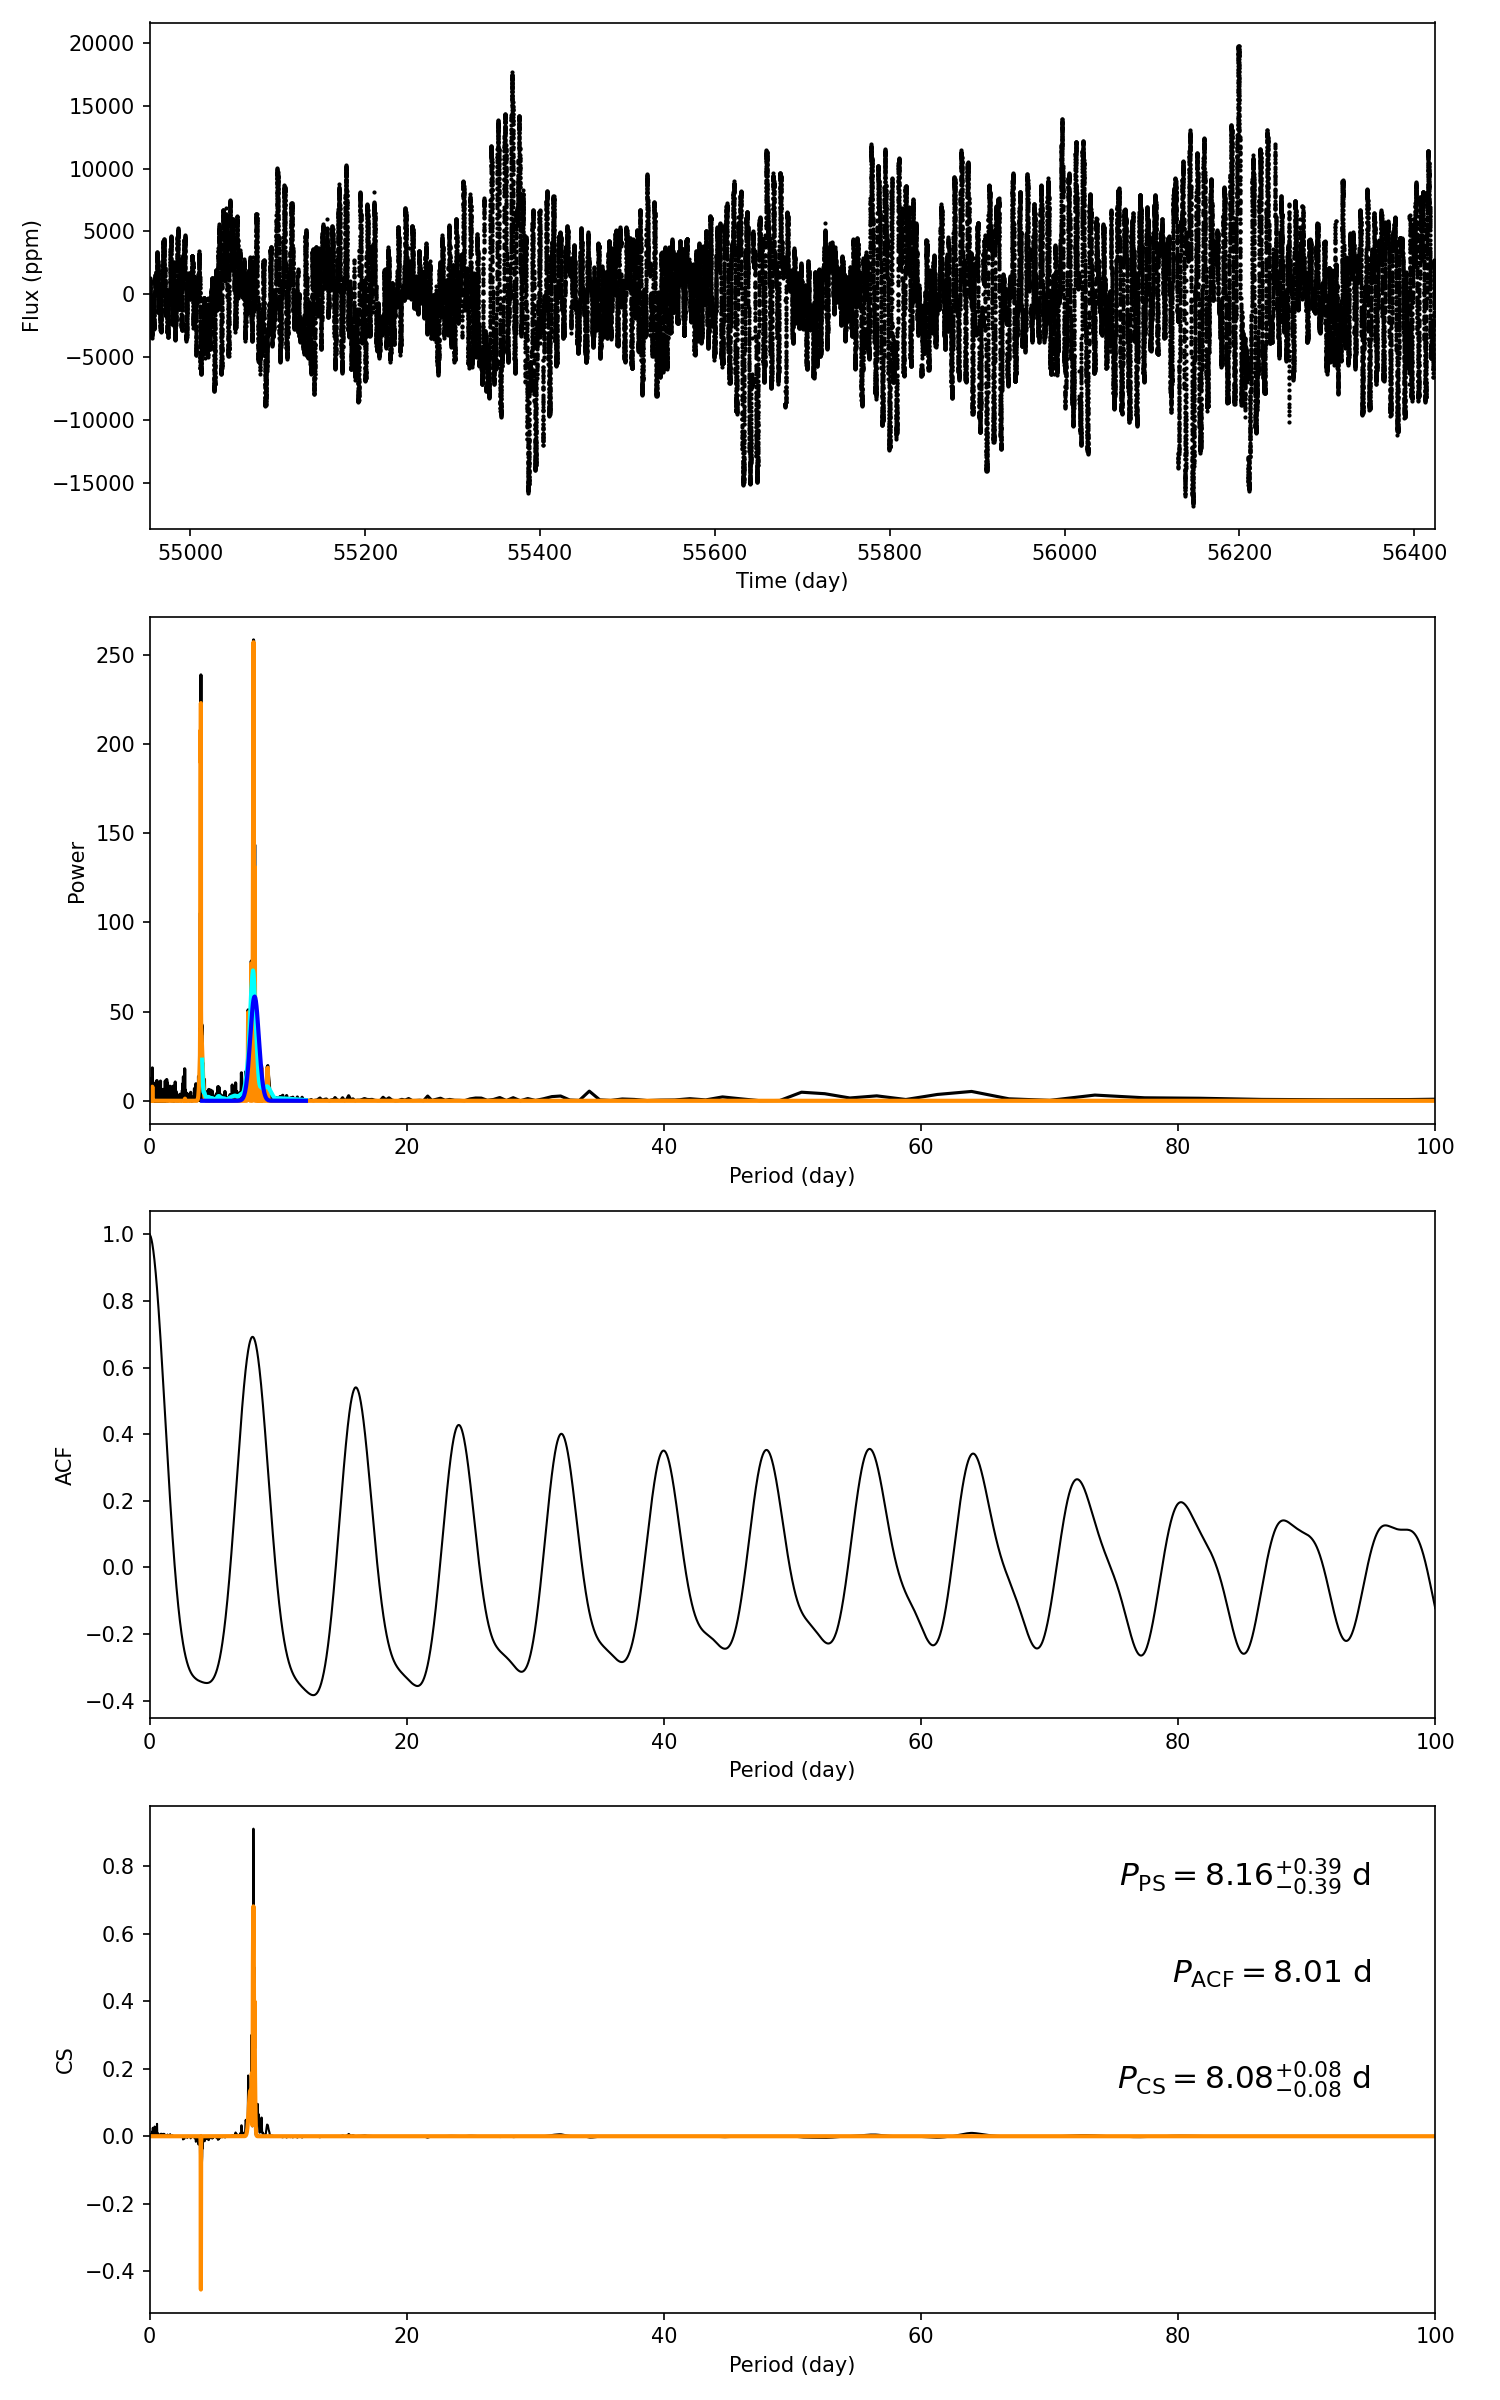 20000
15000
10000
5000
0
−5000
−10000
−15000
Flux (ppm)
55000 55200 55400 55600 55800 56000 56200 56400
Time (day)
250
200
150
100
50
0
Power
0 20 40 60 80 100
Period (day)
1.0
0.8
0.6
0.4
0.2
0.0
−0.2
−0.4
ACF
0 20 40 60 80 100
Period (day)
0.8
0.6
0.4
0.2
0.0
−0.2
−0.4
CS
P_PS = 8.16^{+0.39}_{−0.39} d
P_ACF = 8.01 d
P_CS = 8.08^{+0.08}_{−0.08} d
0 20 40 60 80 100
Period (day)